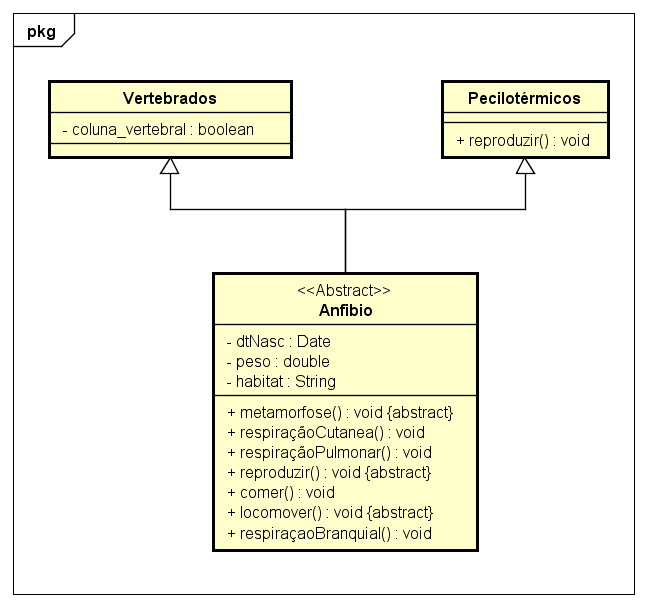 pkg
Vertebrados
- coluna_vertebral : boolean
Pecilotérmicos
+ reproduzir() : void
<<Abstract>>
Anfibio
- dtNasc : Date
- peso : double
- habitat : String
+ metamorfose() : void {abstract}
+ respiraçãoCutanea() : void
+ respiraçãoPulmonar() : void
+ reproduzir() : void {abstract}
+ comer() : void
+ locomover() : void {abstract}
+ respiraçaoBranquial() : void